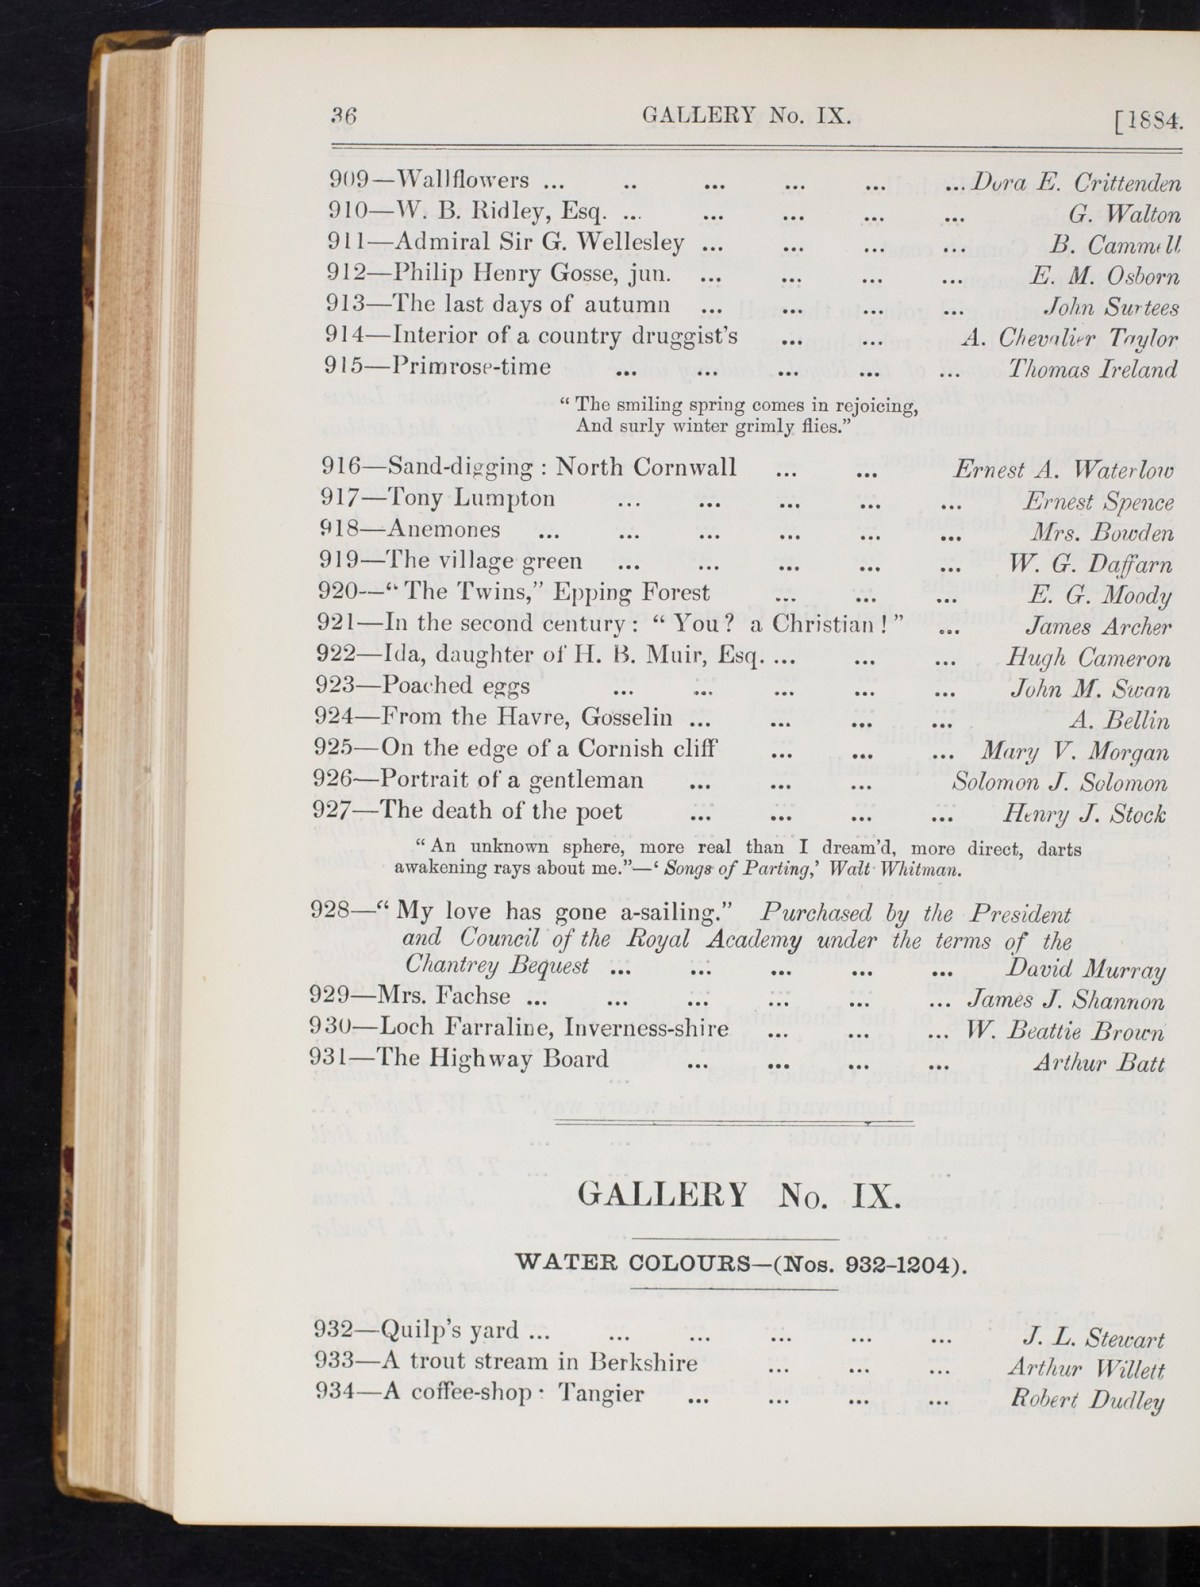 36 GALLERY No. IX. [1884.
909—Wallflowers ... .. ... ... ... ... Dora E. Crittenden
910—W. B. Ridley, Esq. ... ... ... ... ... G. Walton
911—Admiral Sir G. Wellesley ... ... ... ... B. Cammell
912—Philip Henry Gosse, jun. ... ... ... ... E. M. Osborn
913—The last days of autumn ... ... ... ... John Surtees
914—Interior of a country druggist's ... ... A. Chevalier Taylor
915—Primrose-time ... ... ... ... ... Thomas Ireland
“ The smiling spring comes in rejoicing,
And surly winter grimly flies.”
916—Sand-digging : North Cornwall ... ... Ernest A. Waterlow
917—Tony Lumpton ... ... ... ... ... Ernest Spence
918—Anemones ... ... ... ... ... ... Mrs. Bowden
919—The village green ... ... ... ... ... W. G. Daffarn
920—“ The Twins,” Epping Forest ... ... ... E. G. Moody
921—In the second century : “ You ? a Christian ! ” ... James Archer
922—Ida, daughter of H. B. Muir, Esq. ... ... ... Hugh Cameron
923—Poached eggs ... ... ... ... ... John M. Swan
924—From the Havre, Gosselin ... ... ... ... A. Bellin
925—On the edge of a Cornish cliff ... ... ... Mary V. Morgan
926—Portrait of a gentleman ... ... ... Solomon J. Solomon
927—The death of the poet ... ... ... ... Henry J. Stock
“ An unknown sphere, more real than I dream'd, more direct, darts
awakening rays about me.”—‘ Songs of Parting,’ Walt Whitman.
928—“ My love has gone a-sailing.” Purchased by the President
and Council of the Royal Academy under the terms of the
Chantrey Bequest ... ... ... ... ... David Murray
929—Mrs. Fachse ... ... ... ... ... ... James J. Shannon
930—Loch Farraline, Inverness-shire ... ... ... W. Beattie Brown
931—The Highway Board ... ... ... ... Arthur Batt
GALLERY No. IX.
WATER COLOURS—(Nos. 932-1204).
932—Quilp's yard ... ... ... ... ... ... J. L. Stewart
933—A trout stream in Berkshire ... ... ... Arthur Willett
934—A coffee-shop : Tangier ... ... ... ... Robert Dudley